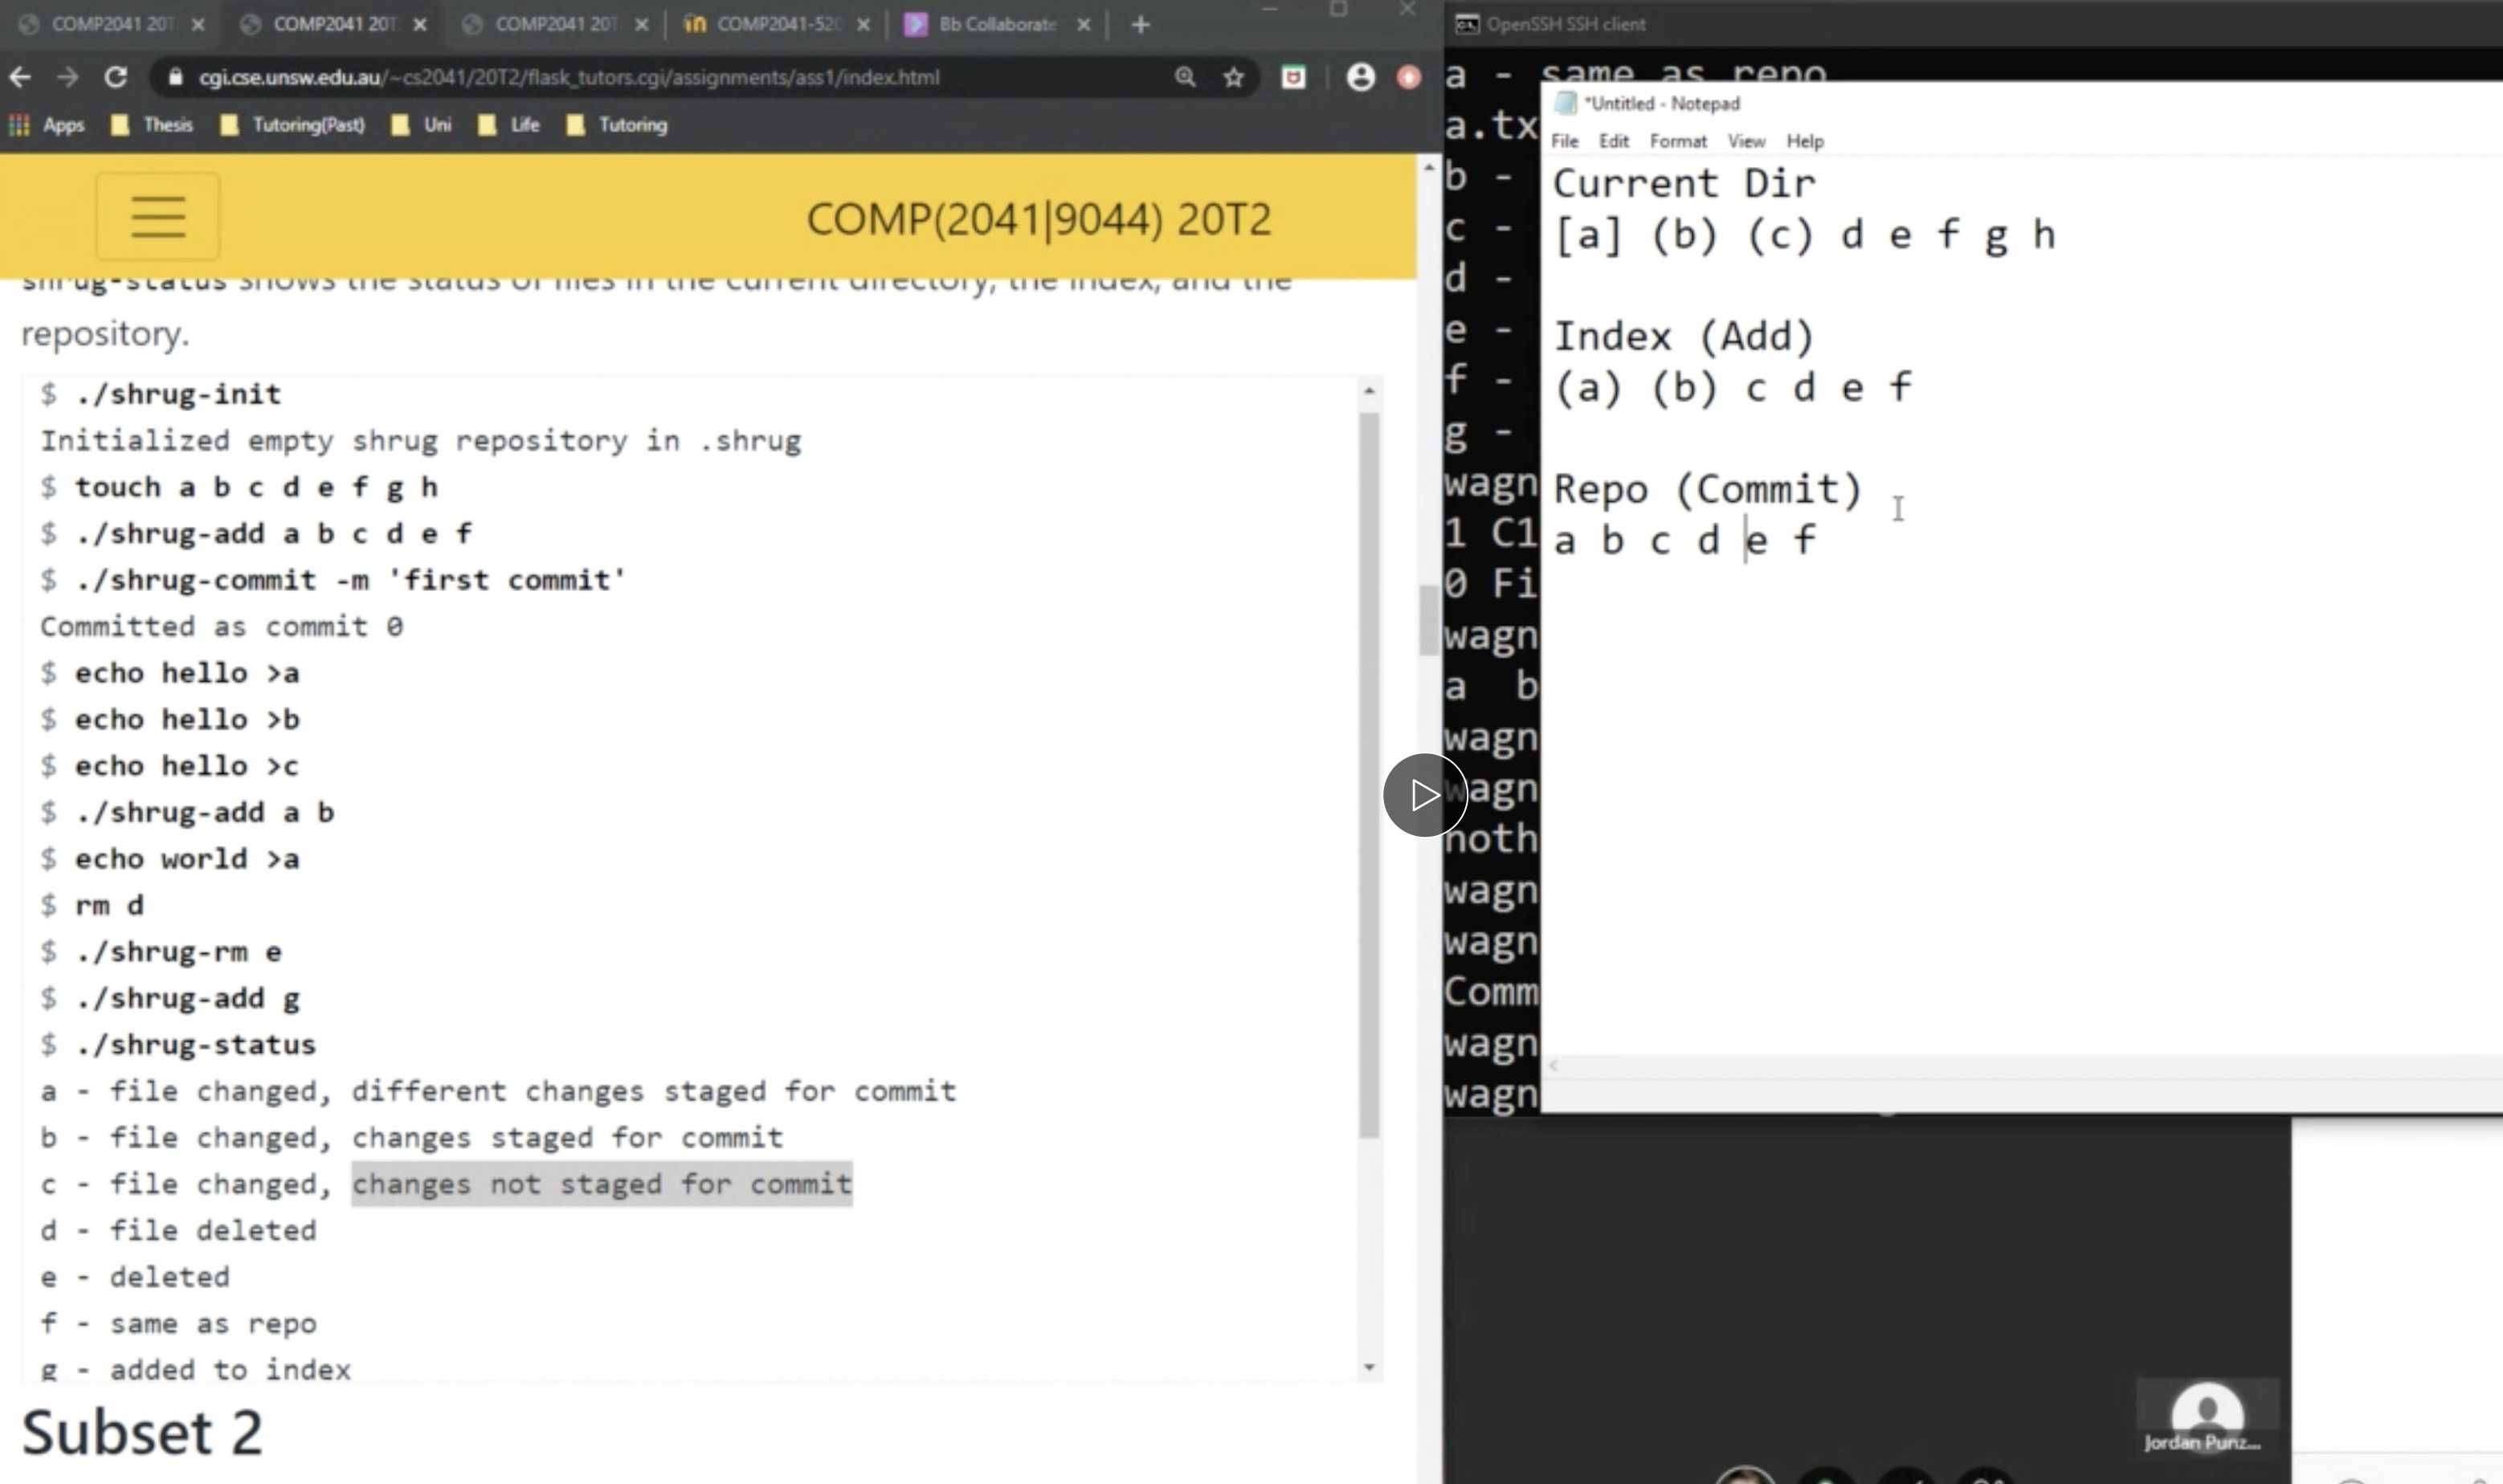 COMP2041 20T
COMP2041 20T
COMP2041 20T
COMP2041-520
Bb Collaborate
cgi.cse.unsw.edu.au/~cs2041/20T2/flask_tutors.cgi/assignments/ass1/index.html
Apps Thesis Tutoring(Past) Uni Life Tutoring
COMP(2041|9044) 20T2
shrug-status shows the status of files in the current directory, the index, and the
repository.
$ ./shrug-init
Initialized empty shrug repository in .shrug
$ touch a b c d e f g h
$ ./shrug-add a b c d e f
$ ./shrug-commit -m 'first commit'
Committed as commit 0
$ echo hello >a
$ echo hello >b
$ echo hello >c
$ ./shrug-add a b
$ echo world >a
$ rm d
$ ./shrug-rm e
$ ./shrug-add g
$ ./shrug-status
a - file changed, different changes staged for commit
b - file changed, changes staged for commit
c - file changed, changes not staged for commit
d - file deleted
e - deleted
f - same as repo
g - added to index
Subset 2
OpenSSH SSH client
a - same as repo
a.tx
b -
c -
d -
e -
f -
g -
wagn
1 C1
0 Fi
wagn
a b
wagn
wagn
noth
wagn
wagn
Comm
wagn
wagn
*Untitled - Notepad
File Edit Format View Help
Current Dir
[a] (b) (c) d e f g h
Index (Add)
(a) (b) c d e f
Repo (Commit)
a b c d e f
Jordan Punz...